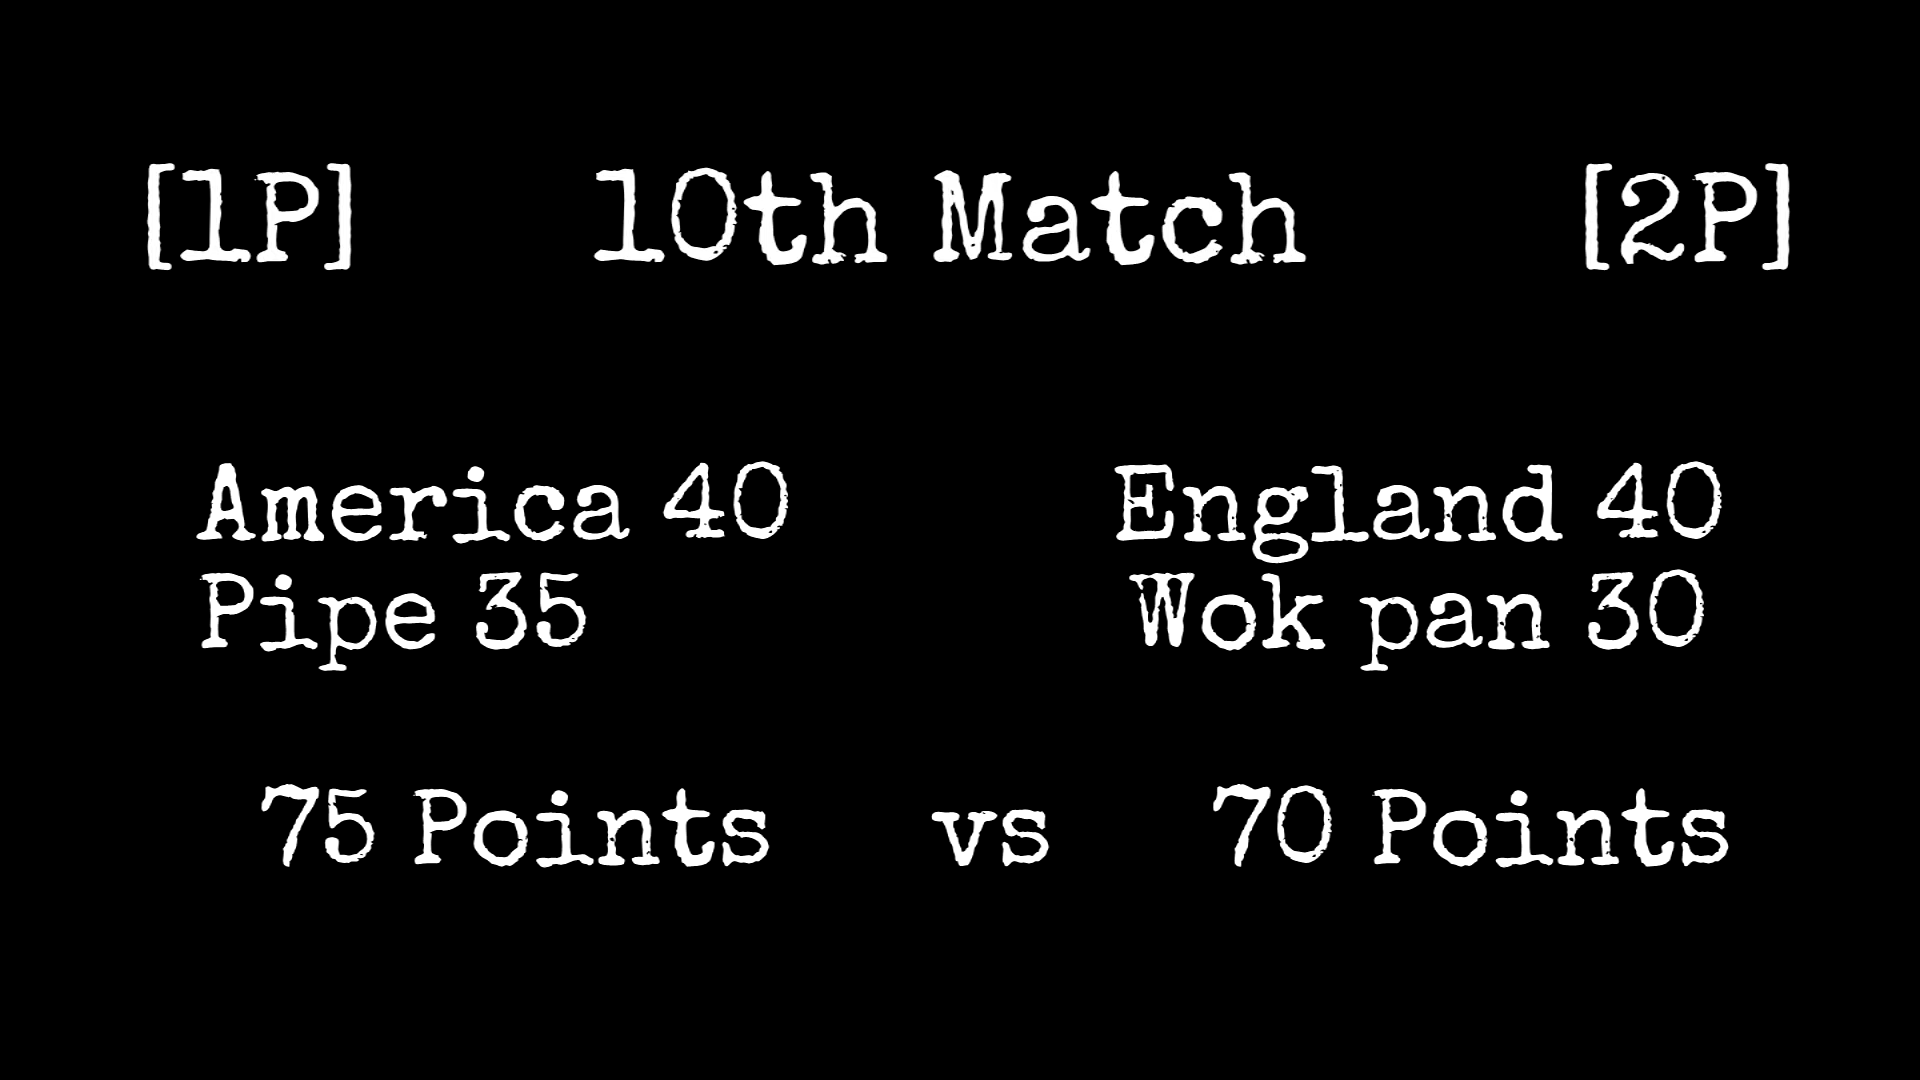 [1P] 10th Match [2P]
America 40 England 40
Pipe 35 Wok pan 30
75 Points vs 70 Points